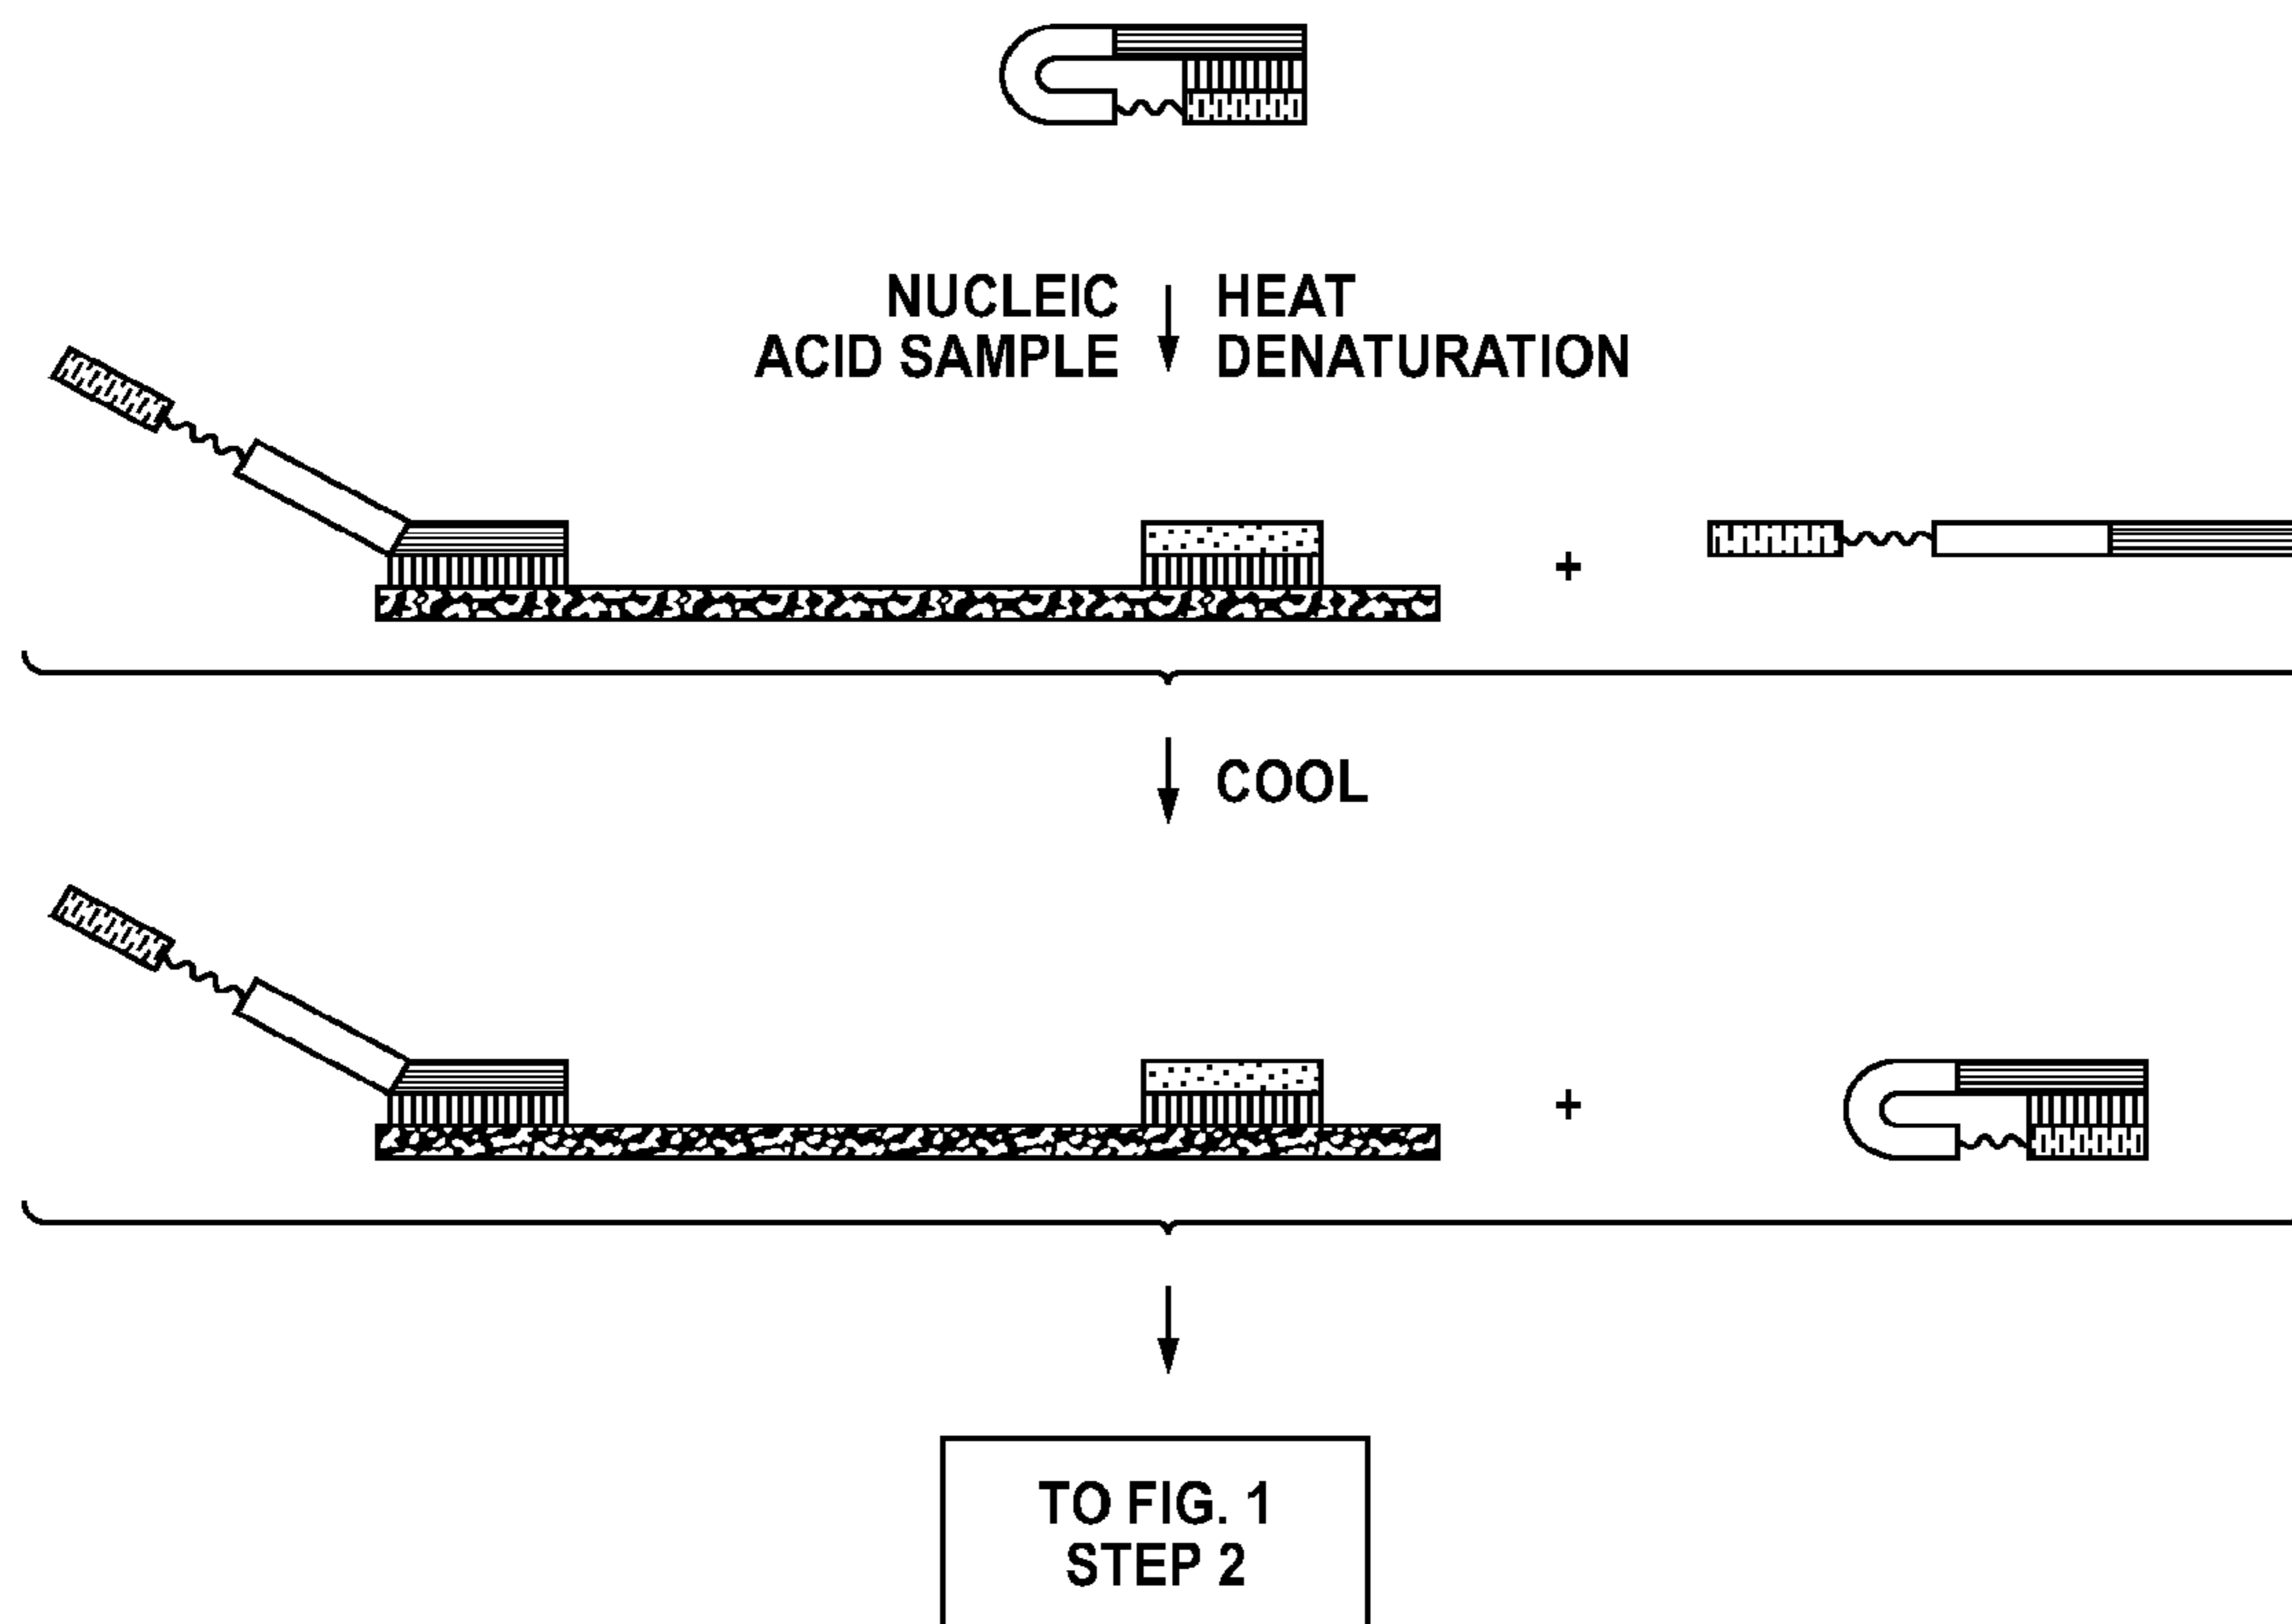 NUCLEIC HEAT
ACID SAMPLE DENATURATION
+
COOL
+
TO FIG. 1
STEP 2